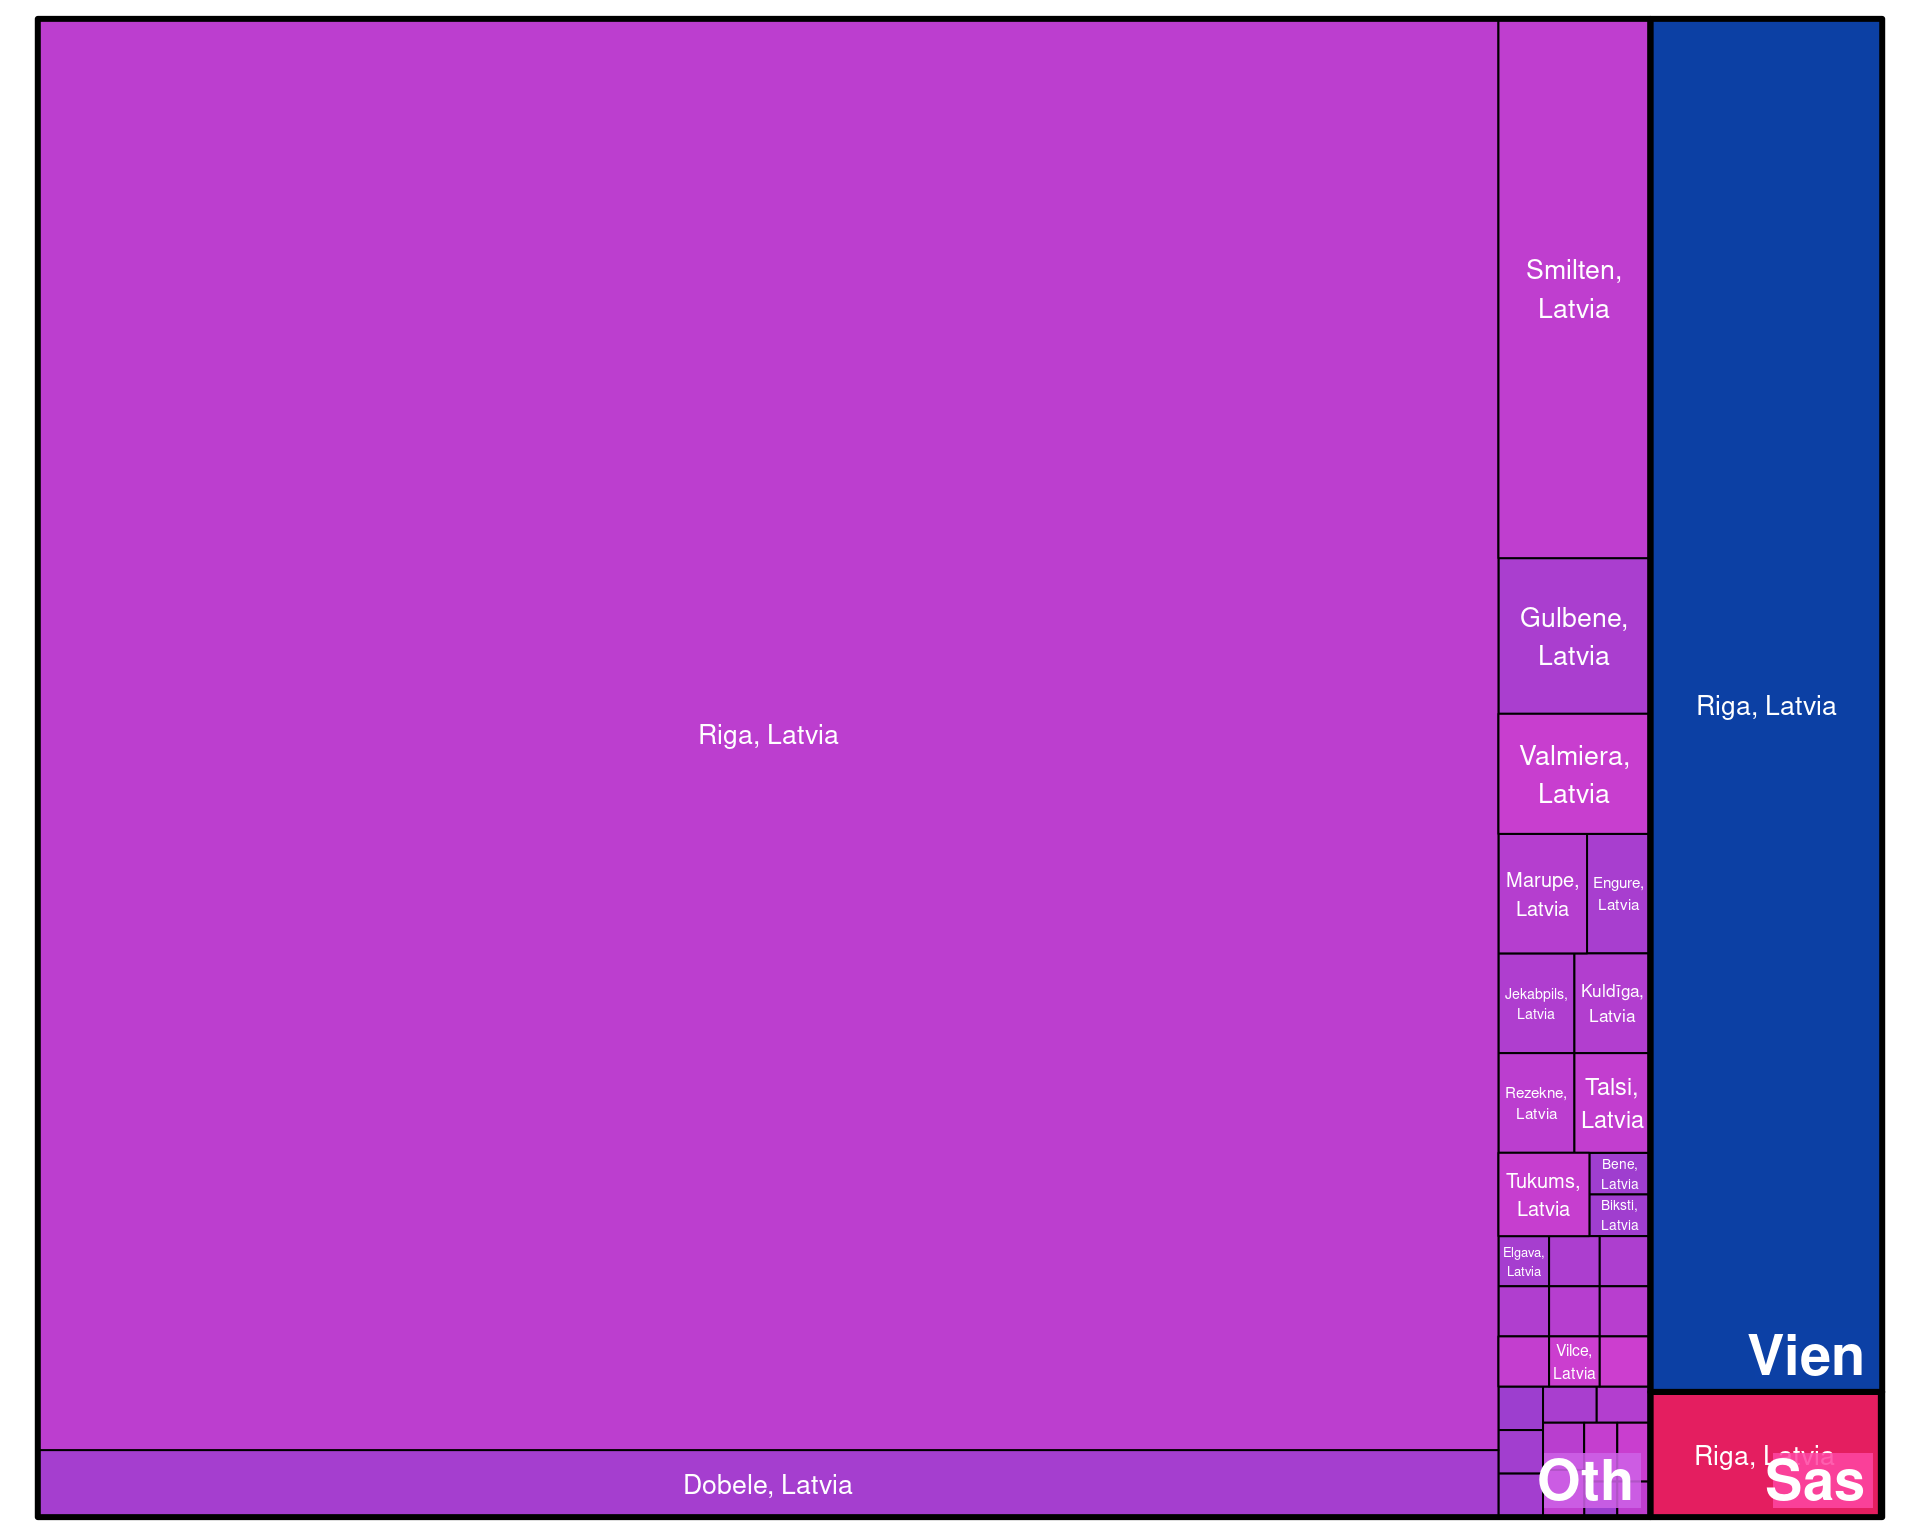 Riga, Latvia
Dobele, Latvia
Smilten,
Latvia
Gulbene,
Latvia
Valmiera,
Latvia
Marupe,
Latvia
Engure,
Latvia
Jekabpils,
Latvia
Kuldīga,
Latvia
Rezekne,
Latvia
Talsi,
Latvia
Tukums,
Latvia
Bene,
Latvia
Biksti,
Latvia
Elgava,
Latvia
Vilce,
Latvia
Oth
Riga, Latvia
Vien
Riga, Latvia
Sas